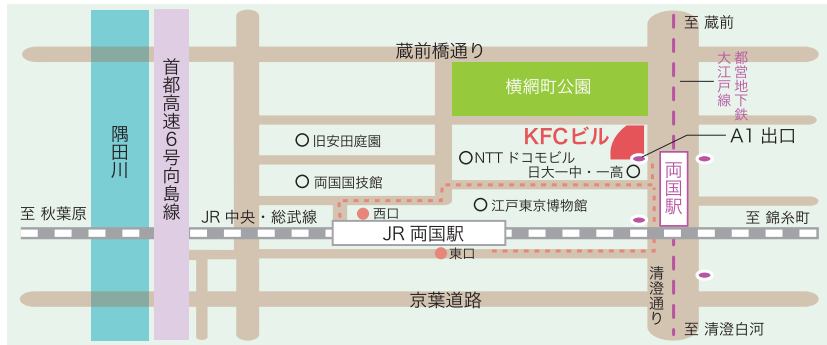 至 蔵前
蔵前橋通り
都営地下鉄
大江戸線
首都高速6号向島線
隅田川
横網町公園
KFCビル
A1 出口
旧安田庭園
NTT ドコモビル
日大一中・一高
両国国技館
両国駅
江戸東京博物館
至 秋葉原
JR 中央・総武線
西口
至 錦糸町
JR 両国駅
東口
清澄通り
京葉道路
至 清澄白河